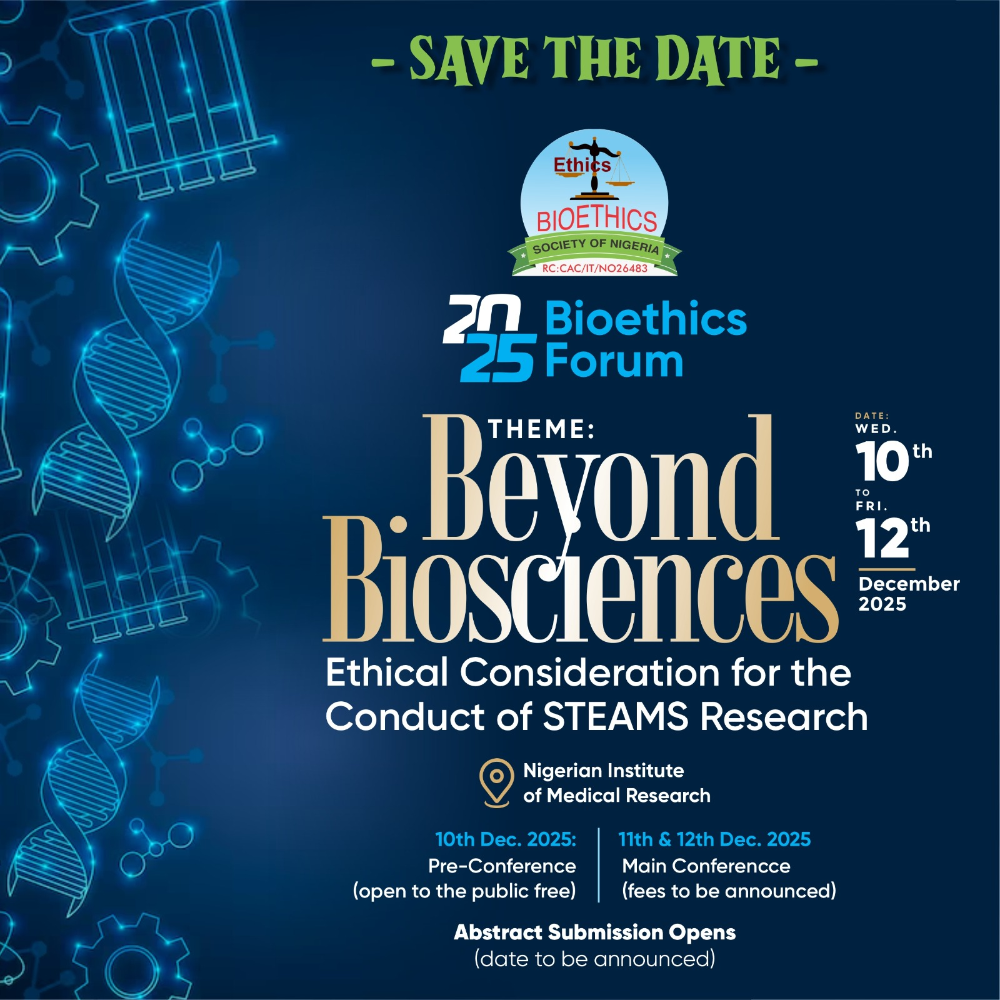 - SAVE THE DATE -
Ethics
BIOETHICS
SOCIETY OF NIGERIA
RC:CAC/IT/NO26483
2025 Bioethics
Forum
THEME:
Beyond
Biosciences
Ethical Consideration for the
Conduct of STEAMS Research
DATE:
WED.
10th
TO
FRI.
12th
December
2025
Nigerian Institute
of Medical Research
10th Dec. 2025:
Pre-Conference
(open to the public free)
11th & 12th Dec. 2025
Main Conferencce
(fees to be announced)
Abstract Submission Opens
(date to be announced)